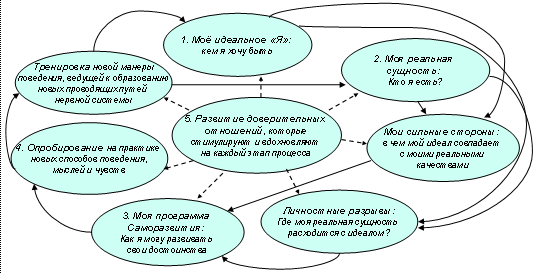 1. Моё идеальное «Я»:
кем я хочу быть
Тренировка новой манеры
поведения, ведущей к образованию
новых проводящих путей
нервной системы
2. Моя реальная
сущность:
Кто я есть?
5. Развитие доверительных
отношений, которые
стимулируют и вдохновляют
на каждый этап процесса
Мои сильные стороны:
в чем мой идеал совпадает
с моими реальными
качествами
4. Опробирование на практике
новых способов поведения,
мыслей и чувств
3. Моя программа
Саморазвития:
Как я могу развивать
свои достоинства
Личностные разрывы:
Где моя реальная сущность
расходится с идеалом?